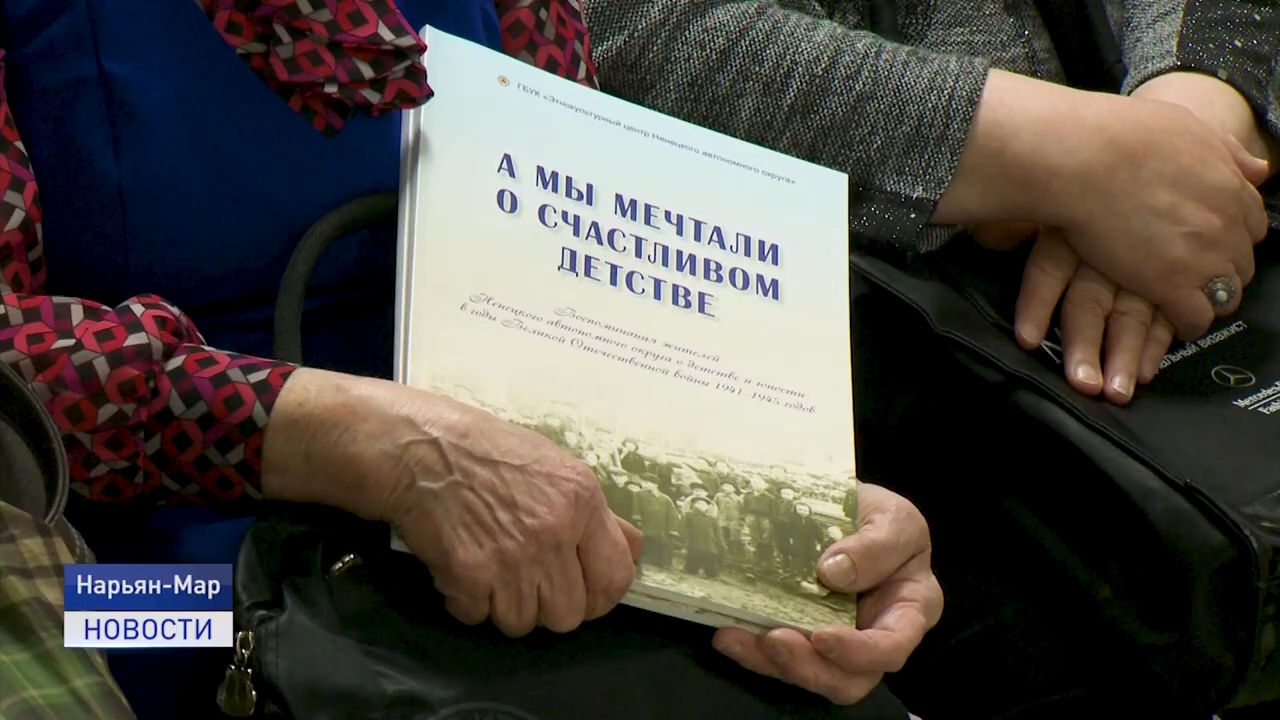 ГБУК «Этнокультурный центр Ненецкого автономного округа»
А МЫ МЕЧТАЛИ
О СЧАСТЛИВОМ
ДЕТСТВЕ
Воспоминания жителей
Ненецкого автономного округа о детстве и юности
в годы Великой Отечественной войны 1941–1945 годов
визажист
Нарьян-Мар
НОВОСТИ